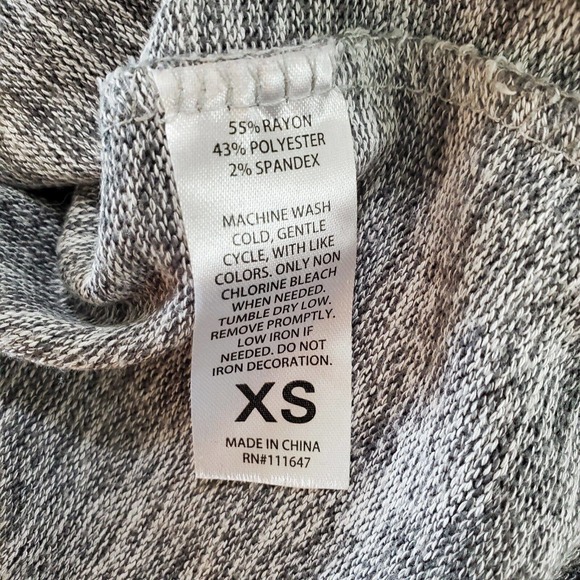 55% RAYON
43% POLYESTER
2% SPANDEX
MACHINE WASH
COLD, GENTLE
CYCLE, WITH LIKE
COLORS. ONLY NON
CHLORINE BLEACH
WHEN NEEDED.
TUMBLE DRY LOW.
REMOVE PROMPTLY.
LOW IRON IF
NEEDED. DO NOT
IRON DECORATION.
XS
MADE IN CHINA
RN#111647